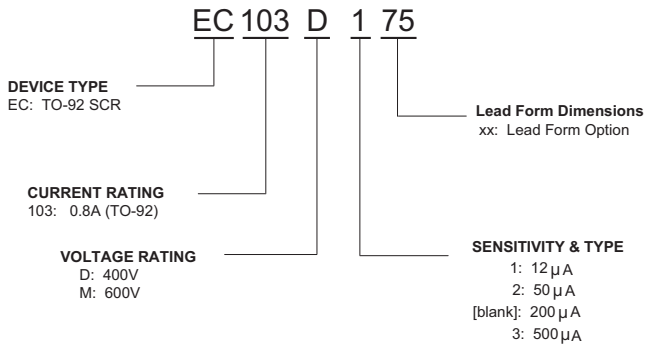 EC 103 D 1 75
DEVICE TYPE
EC: TO-92 SCR
Lead Form Dimensions
xx: Lead Form Option
CURRENT RATING
103: 0.8A (TO-92)
VOLTAGE RATING
D: 400V
M: 600V
SENSITIVITY & TYPE
1: 12 μA
2: 50 μA
[blank]: 200 μA
3: 500 μA